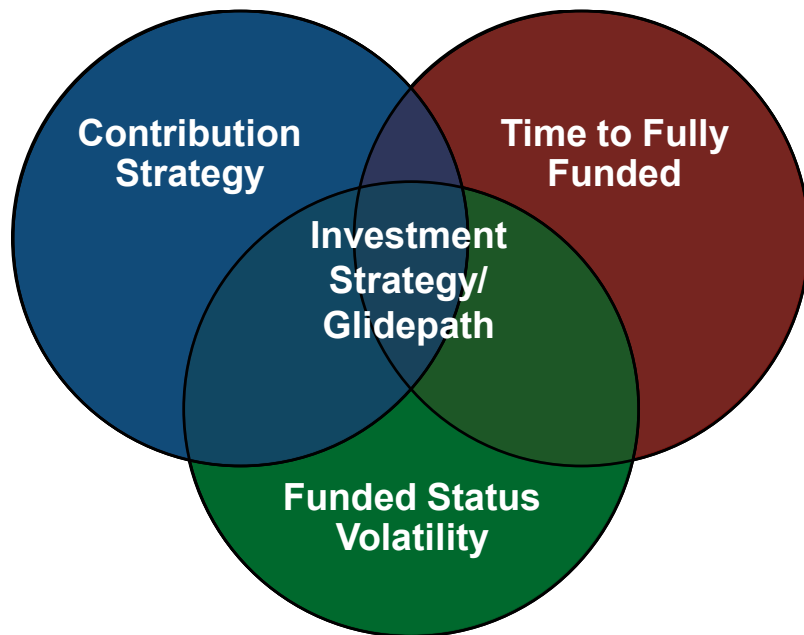 Contribution
Strategy
Time to Fully
Funded
Investment
Strategy/
Glidepath
Funded Status
Volatility